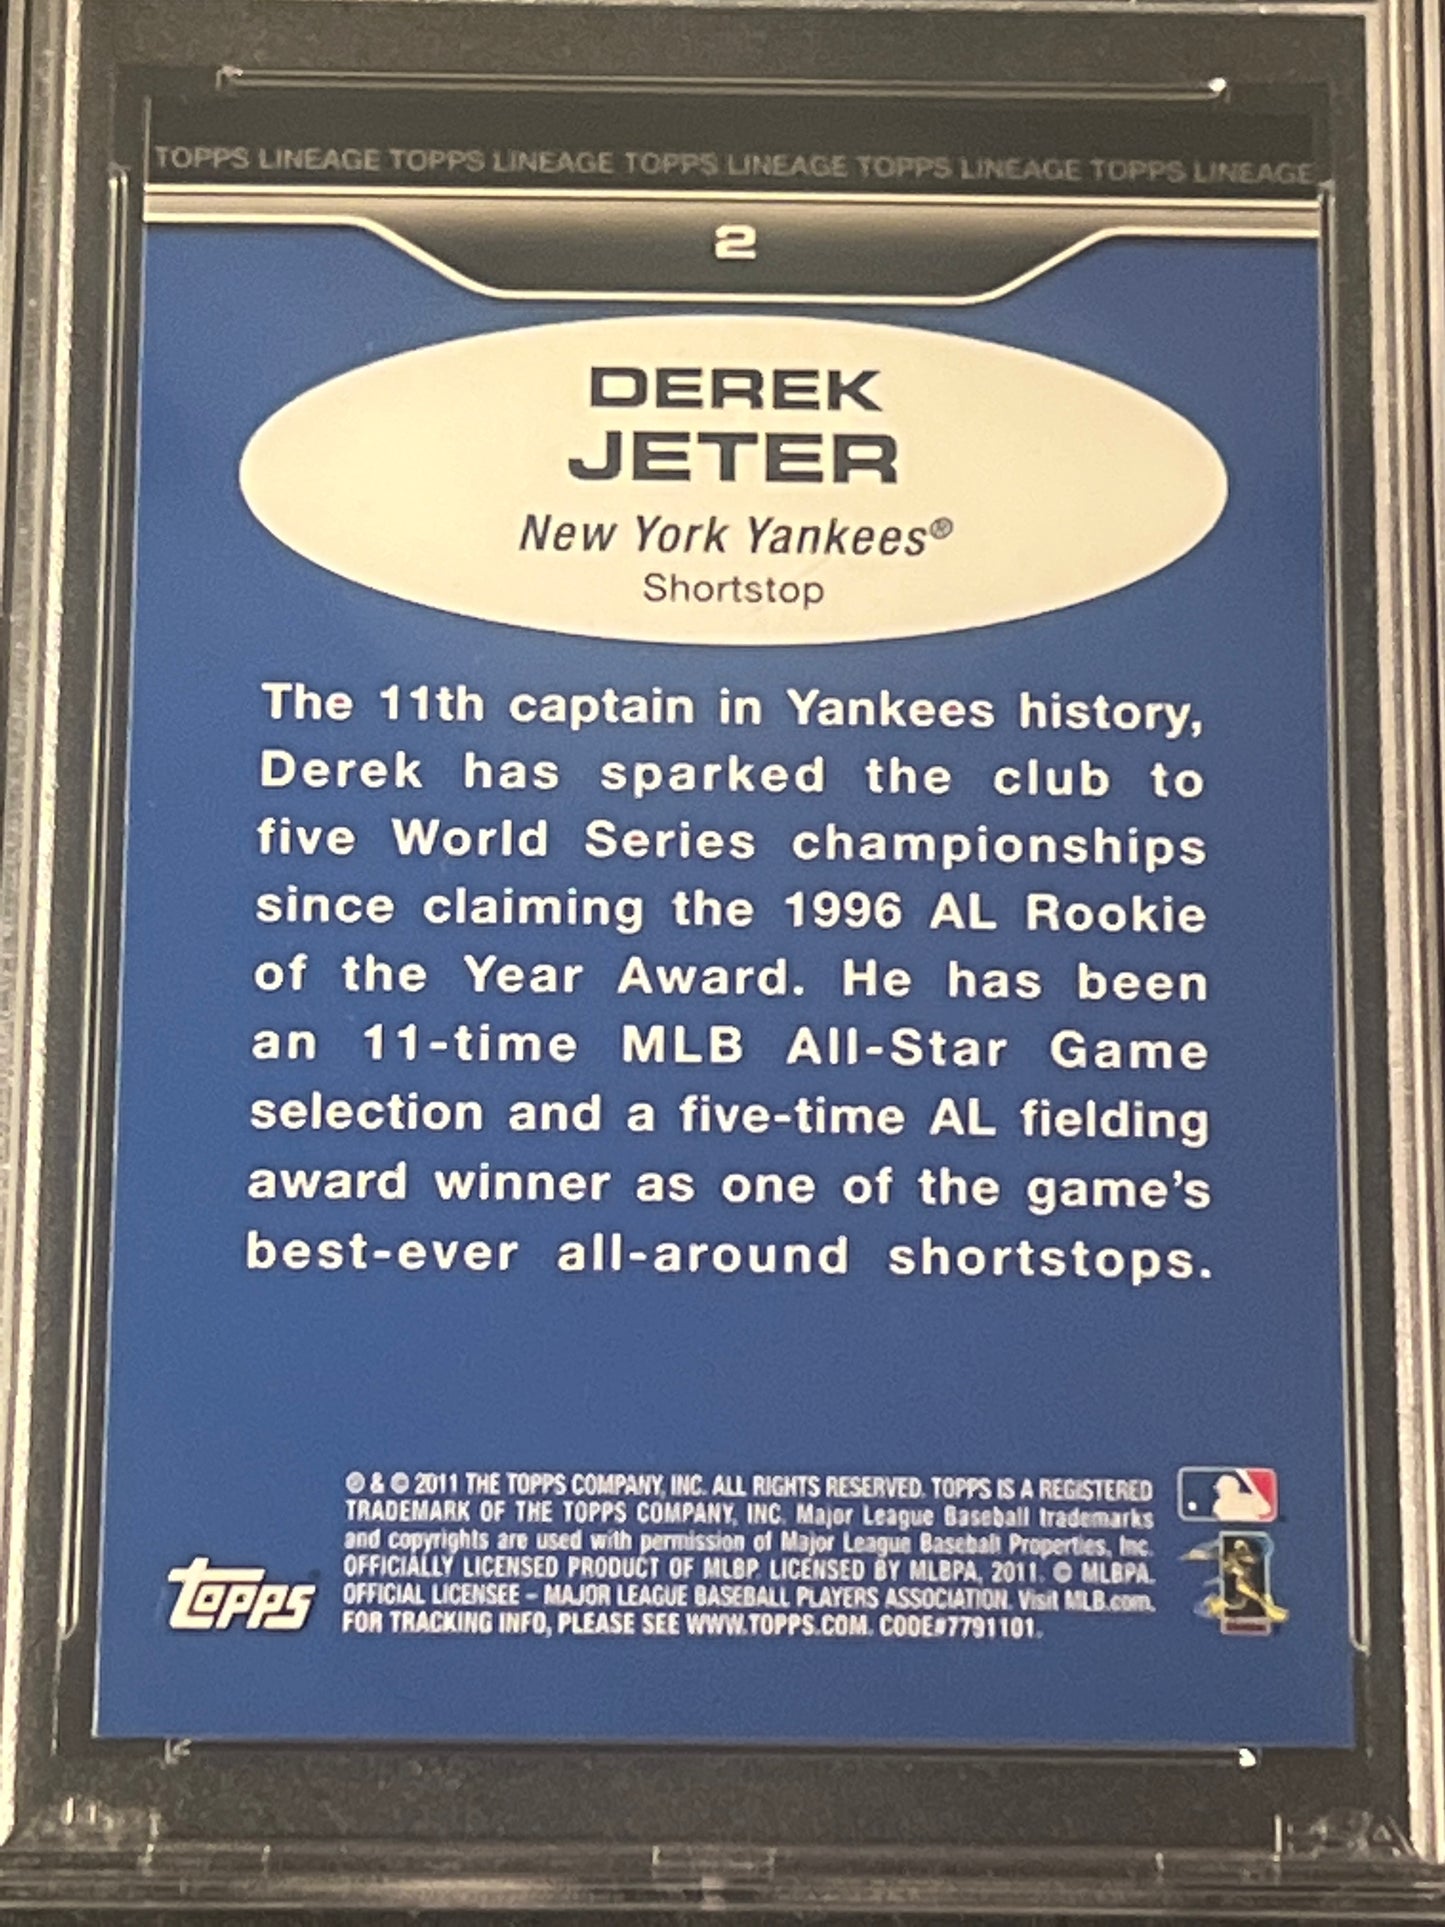 TOPPS LINEAGE TOPPS LINEAGE TOPPS LINEAGE TOPPS LINEAGE TOPPS LINEAGE
2
DEREK
JETER
New York Yankees®
Shortstop
The 11th captain in Yankees history,
Derek has sparked the club to
five World Series championships
since claiming the 1996 AL Rookie
of the Year Award. He has been
an 11-time MLB All-Star Game
selection and a five-time AL fielding
award winner as one of the game's
best-ever all-around shortstops.
® & © 2011 THE TOPPS COMPANY, INC. ALL RIGHTS RESERVED. TOPPS IS A REGISTERED
TRADEMARK OF THE TOPPS COMPANY, INC. Major League Baseball trademarks
and copyrights are used with permission of Major League Baseball Properties, Inc.
OFFICIALLY LICENSED PRODUCT OF MLBP. LICENSED BY MLBPA, 2011. © MLBPA.
OFFICIAL LICENSEE – MAJOR LEAGUE BASEBALL PLAYERS ASSOCIATION. Visit MLB.com.
FOR TRACKING INFO, PLEASE SEE WWW.TOPPS.COM. CODE#7791101.
TOPPS